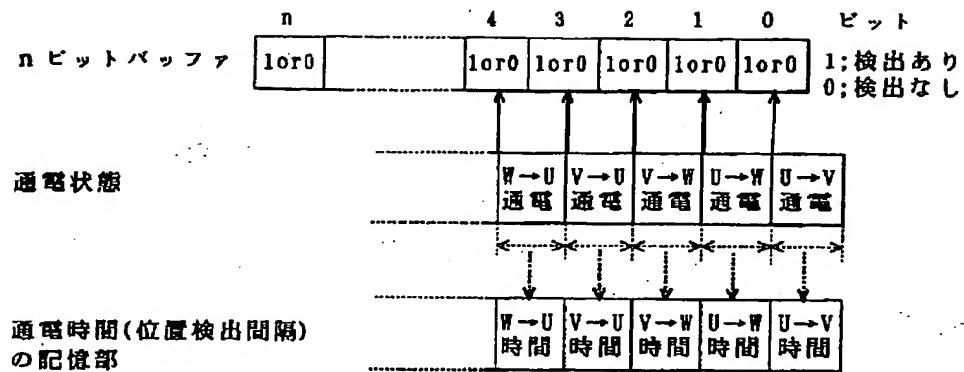 n 4 3 2 1 0 ビット
nビットバッファ 1or0 1or0 1or0 1or0 1or0 1or0 1;検出あり
0;検出なし
通電状態
W→U V→U V→W U→W U→V
通電 通電 通電 通電 通電
通電時間(位置検出間隔)
の記憶部
W→U V→U V→W U→W U→V
時間 時間 時間 時間 時間